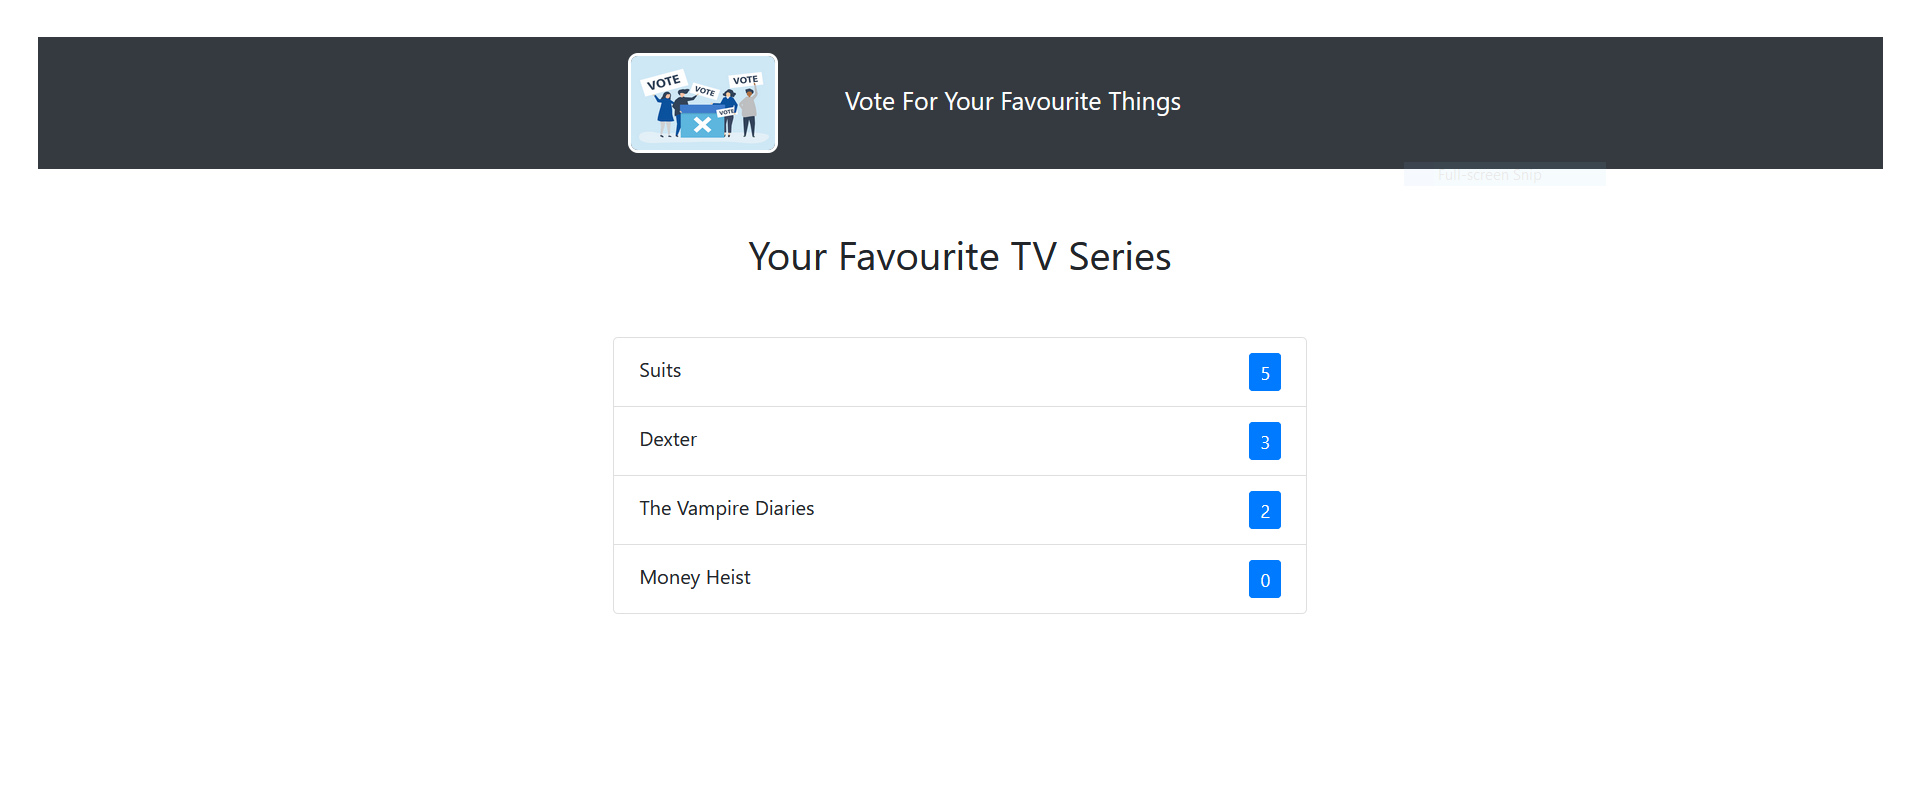 VOTE
VOTE
VOTE
VOTE
Vote For Your Favourite Things
Full-screen Snip
Your Favourite TV Series
Suits 5
Dexter 3
The Vampire Diaries 2
Money Heist 0